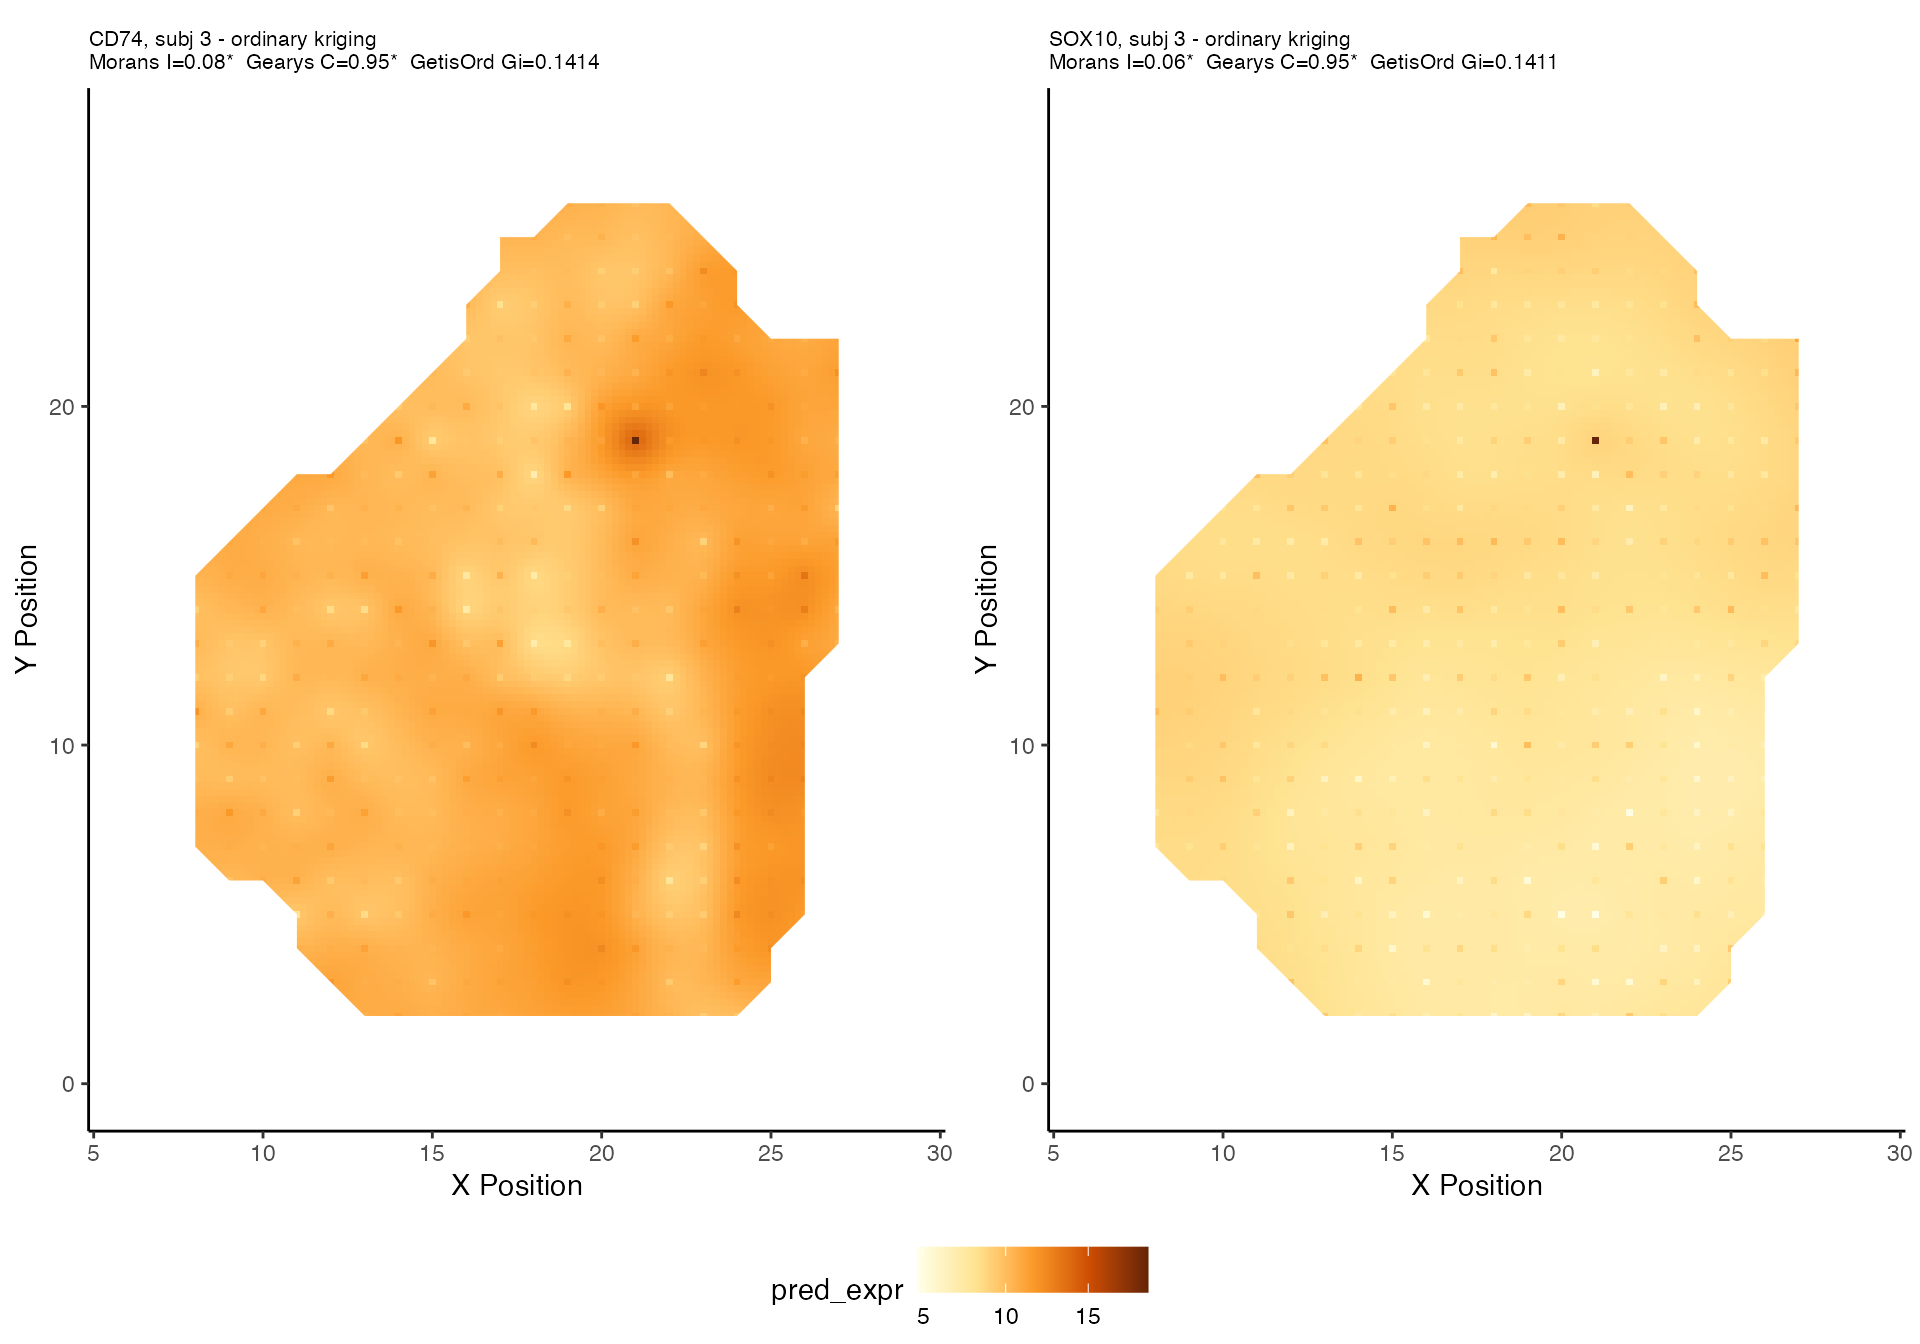 CD74, subj 3 - ordinary kriging
Morans I=0.08*  Gearys C=0.95*  GetisOrd Gi=0.1414
Y Position
20
10
0
5 10 15 20 25 30
X Position
SOX10, subj 3 - ordinary kriging
Morans I=0.06*  Gearys C=0.95*  GetisOrd Gi=0.1411
Y Position
20
10
0
5 10 15 20 25 30
X Position
pred_expr
5 10 15